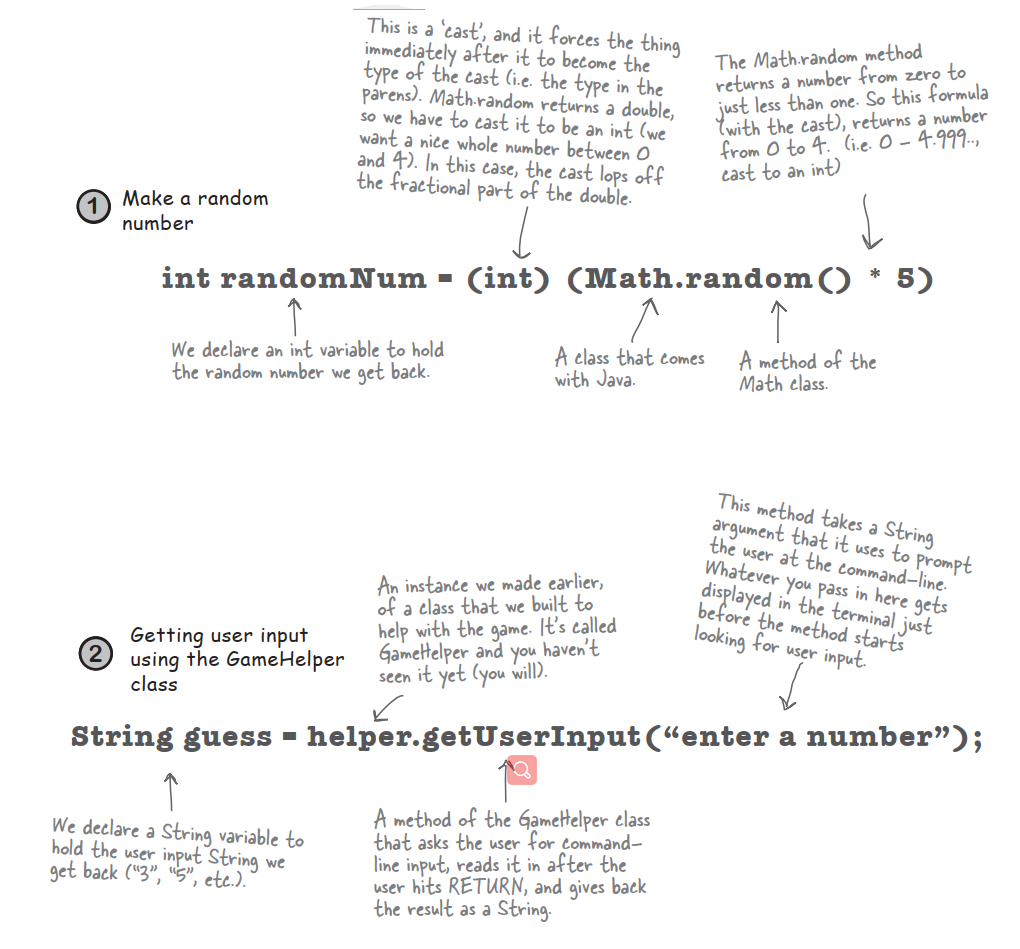 This is a 'cast', and it forces the thing
immediately after it to become the
type of the cast (i.e. the type in the
parens). Math.random returns a double,
so we have to cast it to be an int (we
want a nice whole number between 0
and 4). In this case, the cast lops off
the fractional part of the double.
The Math.random method
returns a number from zero to
just less than one. So this formula
(with the cast), returns a number
from 0 to 4. (i.e. 0 - 4.999..,
cast to an int)
1 Make a random
number
int randomNum = (int) (Math.random() * 5)
We declare an int variable to hold
the random number we get back.
A class that comes
with Java.
A method of the
Math class.
This method takes a String
argument that it uses to prompt
the user at the command-line.
Whatever you pass in here gets
displayed in the terminal just
before the method starts
looking for user input.
An instance we made earlier,
of a class that we built to
help with the game. It's called
GameHelper and you haven't
seen it yet (you will).
2 Getting user input
using the GameHelper
class
String guess = helper.getUserInput(“enter a number”);
We declare a String variable to
hold the user input String we
get back (“3”, “5”, etc.).
A method of the GameHelper class
that asks the user for command-
line input, reads it in after the
user hits RETURN, and gives back
the result as a String.